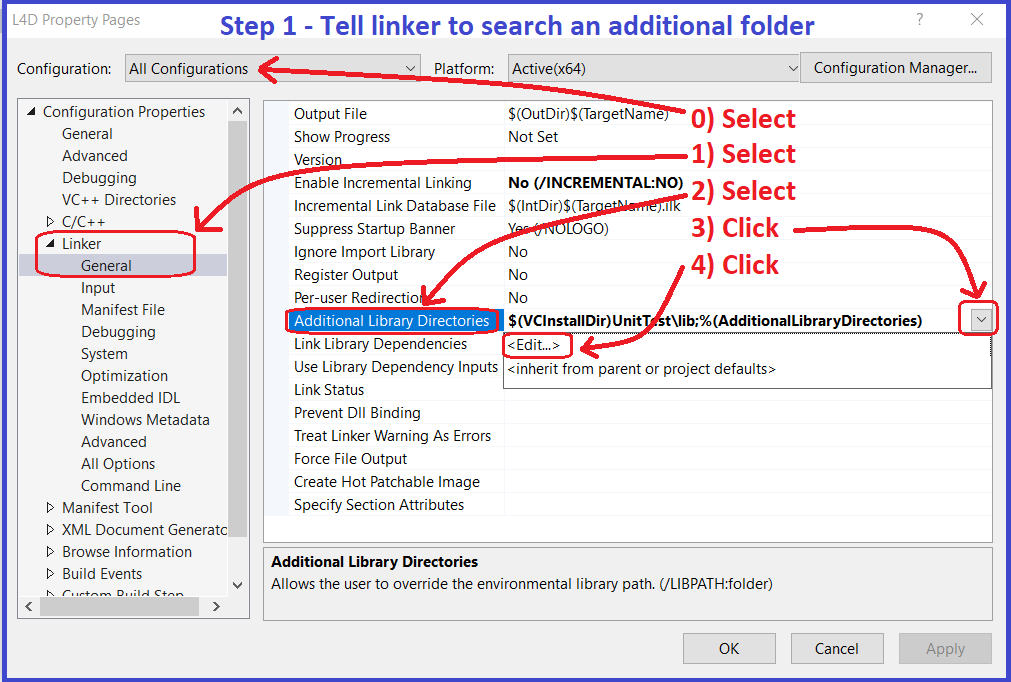 L4D Property Pages
Step 1 - Tell linker to search an additional folder
Configuration: All Configurations Platform: Active(x64) Configuration Manager...
Configuration Properties
General
Advanced
Debugging
VC++ Directories
C/C++
Linker
General
Input
Manifest File
Debugging
System
Optimization
Embedded IDL
Windows Metadata
Advanced
All Options
Command Line
Manifest Tool
XML Document Generato
Browse Information
Build Events
Custom Build Step
Output File $(OutDir)$(TargetName)
Show Progress Not Set
Version
Enable Incremental Linking No (/INCREMENTAL:NO)
Incremental Link Database File $(IntDir)$(TargetName).ilk
Suppress Startup Banner Yes (/NOLOGO)
Ignore Import Library No
Register Output No
Per-user Redirection No
Additional Library Directories $(VCInstallDir)UnitTest\lib;%(AdditionalLibraryDirectories)
Link Library Dependencies <Edit...>
Use Library Dependency Inputs <inherit from parent or project defaults>
Link Status
Prevent Dll Binding
Treat Linker Warning As Errors
Force File Output
Create Hot Patchable Image
Specify Section Attributes
0) Select
1) Select
2) Select
3) Click
4) Click
Additional Library Directories
Allows the user to override the environmental library path. (/LIBPATH:folder)
OK Cancel Apply